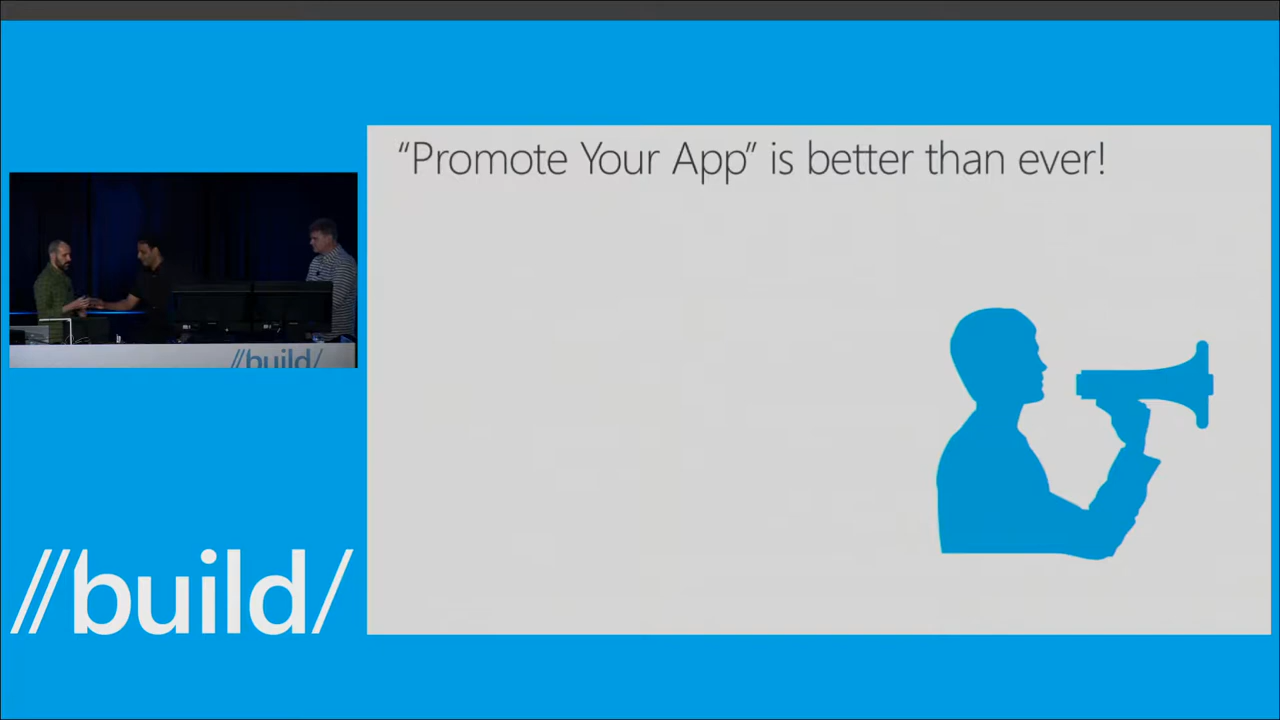 “Promote Your App” is better than ever!
//build/
//build/